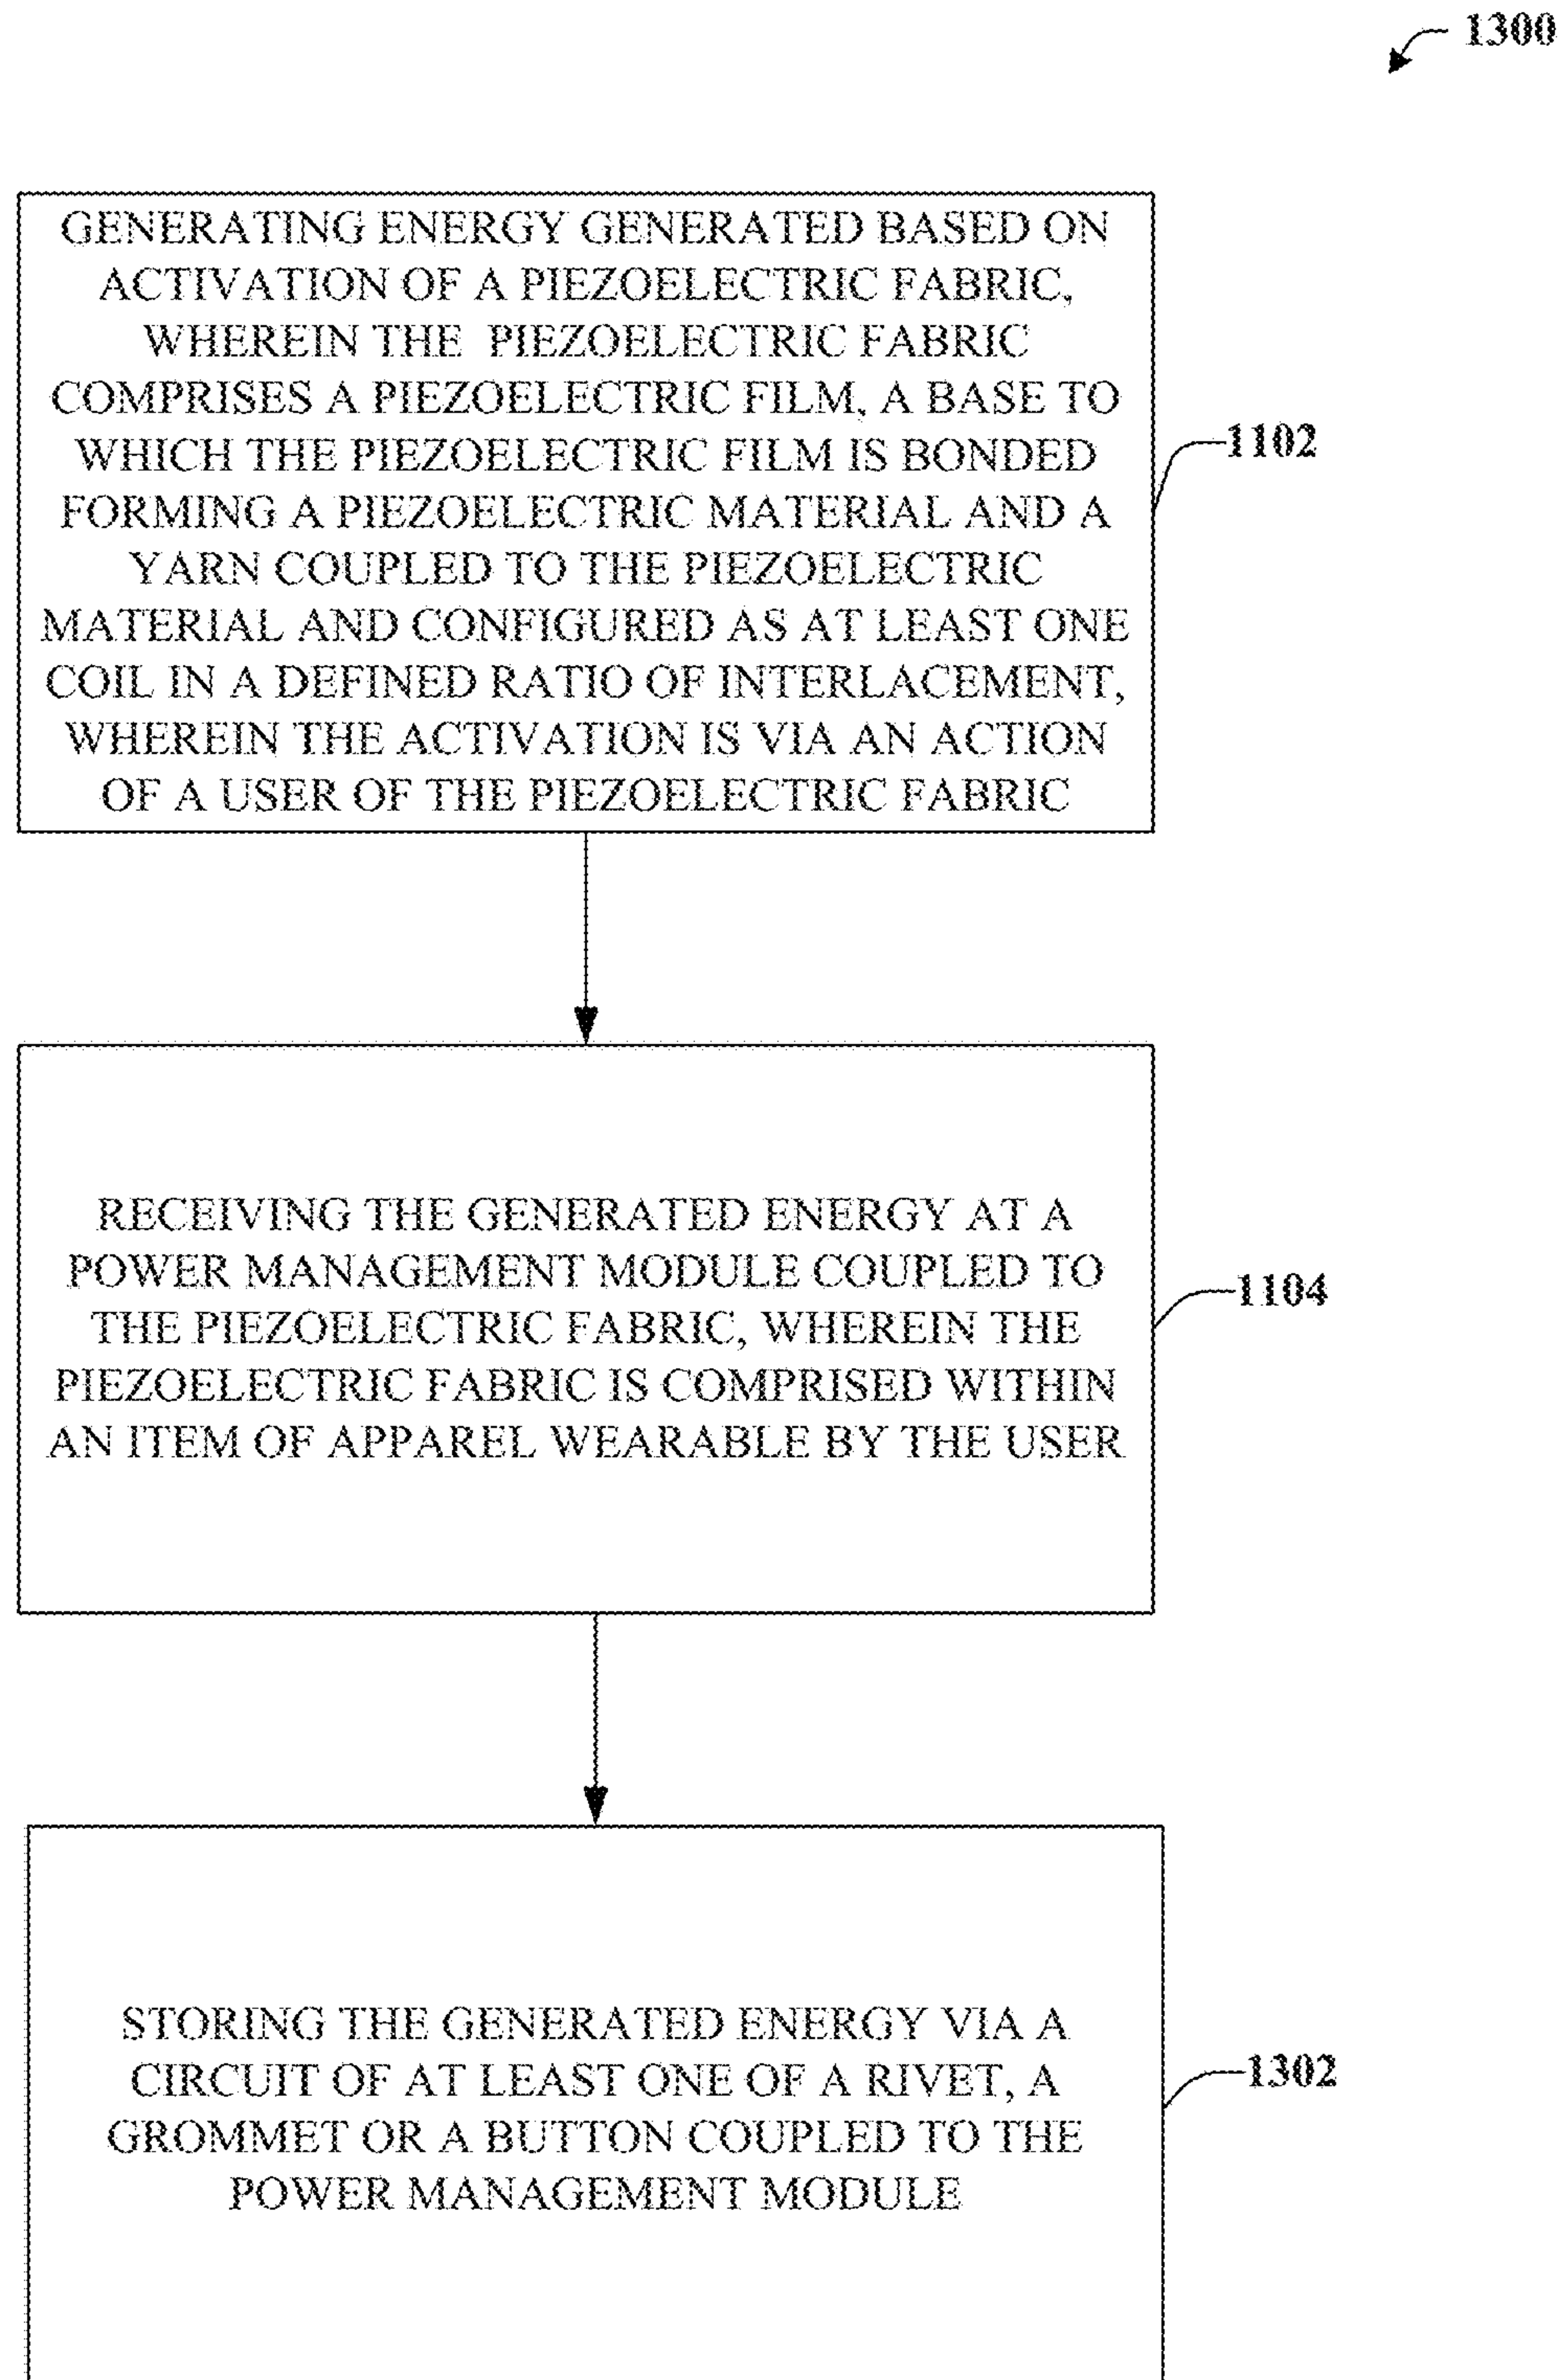 1300
GENERATING ENERGY GENERATED BASED ON
ACTIVATION OF A PIEZOELECTRIC FABRIC,
WHEREIN THE PIEZOELECTRIC FABRIC
COMPRISES A PIEZOELECTRIC FILM, A BASE TO
WHICH THE PIEZOELECTRIC FILM IS BONDED
FORMING A PIEZOELECTRIC MATERIAL AND A
YARN COUPLED TO THE PIEZOELECTRIC
MATERIAL AND CONFIGURED AS AT LEAST ONE
COIL IN A DEFINED RATIO OF INTERLACEMENT,
WHEREIN THE ACTIVATION IS VIA AN ACTION
OF A USER OF THE PIEZOELECTRIC FABRIC
1102
RECEIVING THE GENERATED ENERGY AT A
POWER MANAGEMENT MODULE COUPLED TO
THE PIEZOELECTRIC FABRIC, WHEREIN THE
PIEZOELECTRIC FABRIC IS COMPRISED WITHIN
AN ITEM OF APPAREL WEARABLE BY THE USER
1104
STORING THE GENERATED ENERGY VIA A
CIRCUIT OF AT LEAST ONE OF A RIVET, A
GROMMET OR A BUTTON COUPLED TO THE
POWER MANAGEMENT MODULE
1302